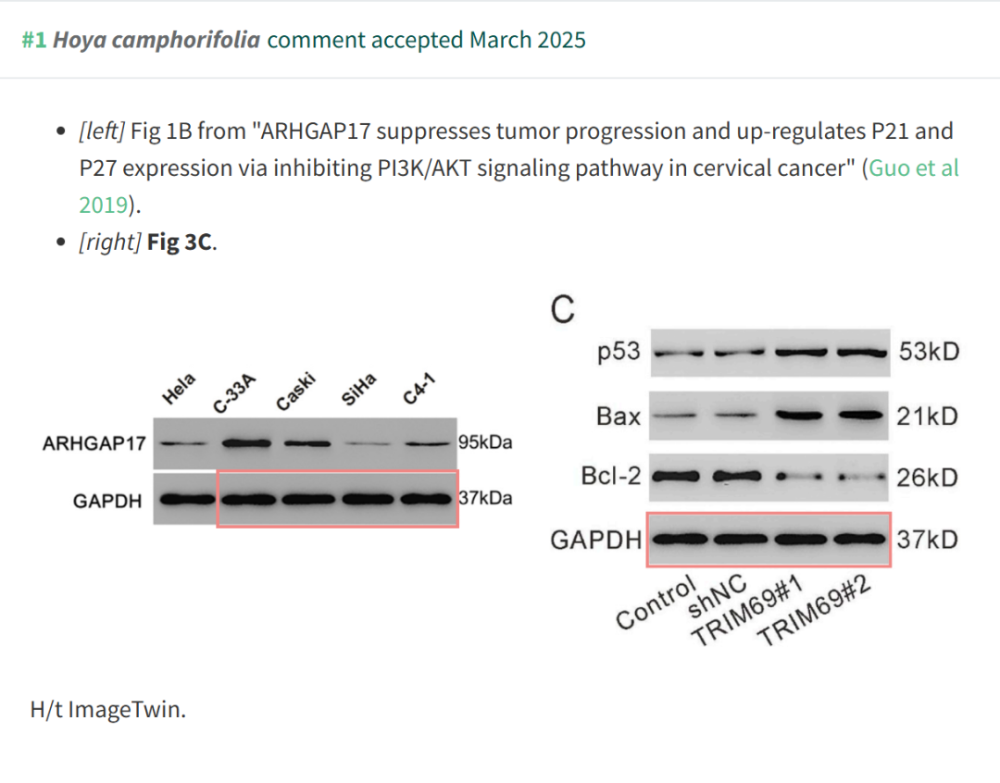 #1 Hoya camphorifolia comment accepted March 2025
• [left] Fig 1B from "ARHGAP17 suppresses tumor progression and up-regulates P21 and
P27 expression via inhibiting PI3K/AKT signaling pathway in cervical cancer" (Guo et al
2019).
• [right] Fig 3C.
Hela C-33A Caski SiHa C4-1
ARHGAP17 95kDa
GAPDH 37kDa
C
p53 53kD
Bax 21kD
Bcl-2 26kD
GAPDH 37kD
Control shNC TRIM69#1 TRIM69#2
H/t ImageTwin.